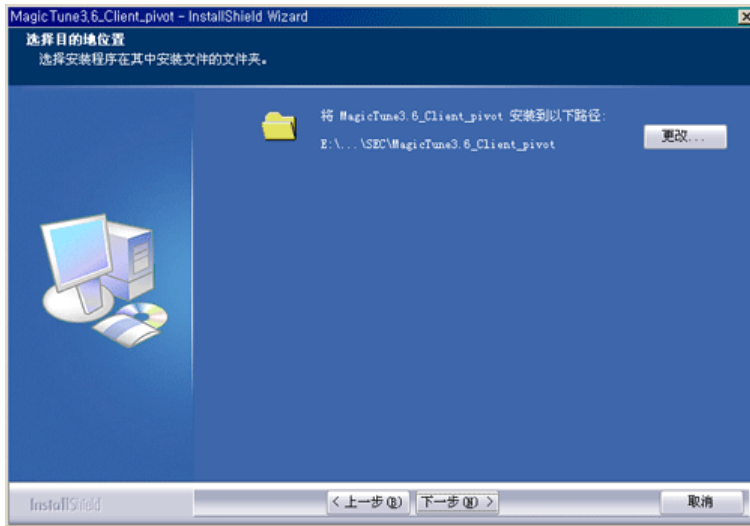 MagicTune3,6_Client_pivot - InstallShield Wizard
选择目的地位置
选择安装程序在其中安装文件的文件夹。
将 MagicTune3.6_Client_pivot 安装到以下路径:
E:\...\SEC\MagicTune3.6_Client_pivot
更改...
InstallShield
< 上一步(B)
下一步(N) >
取消